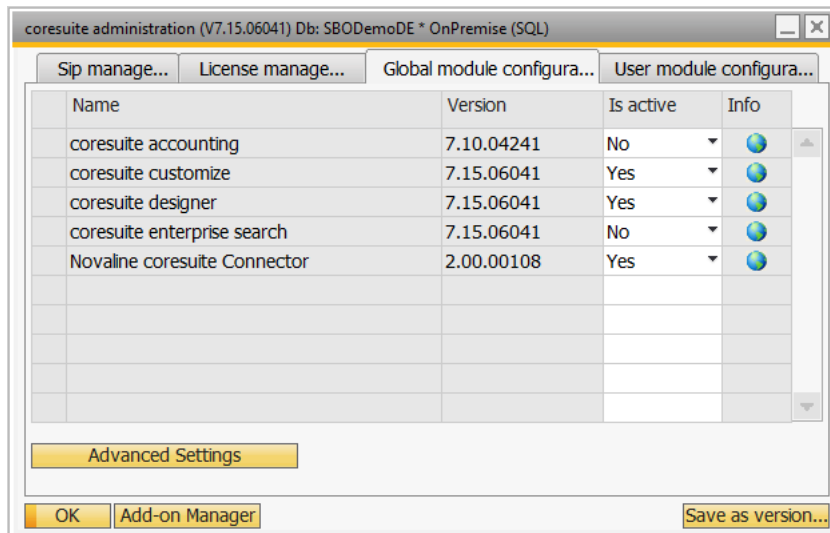 coresuite administration (V7.15.06041) Db: SBODemoDE * OnPremise (SQL)
Sip manage... License manage... Global module configura... User module configura...
Name Version Is active Info
coresuite accounting 7.10.04241 No
coresuite customize 7.15.06041 Yes
coresuite designer 7.15.06041 Yes
coresuite enterprise search 7.15.06041 No
Novaline coresuite Connector 2.00.00108 Yes
Advanced Settings
OK Add-on Manager Save as version...